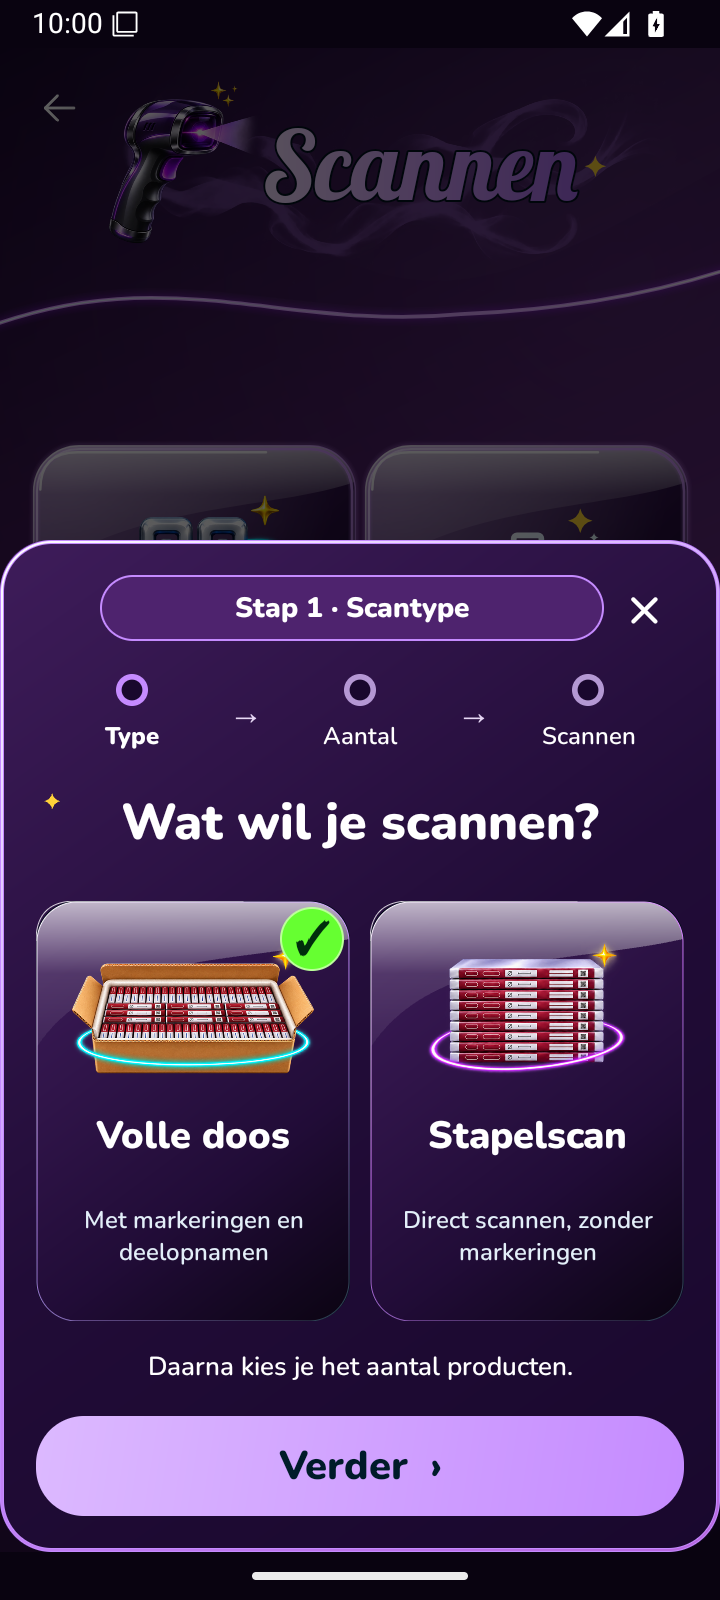 10:00
Scannen
Stap 1 · Scantype
Type → Aantal → Scannen
Wat wil je scannen?
Volle doos
Met markeringen en
deelopnamen
Stapelscan
Direct scannen, zonder
markeringen
Daarna kies je het aantal producten.
Verder ›